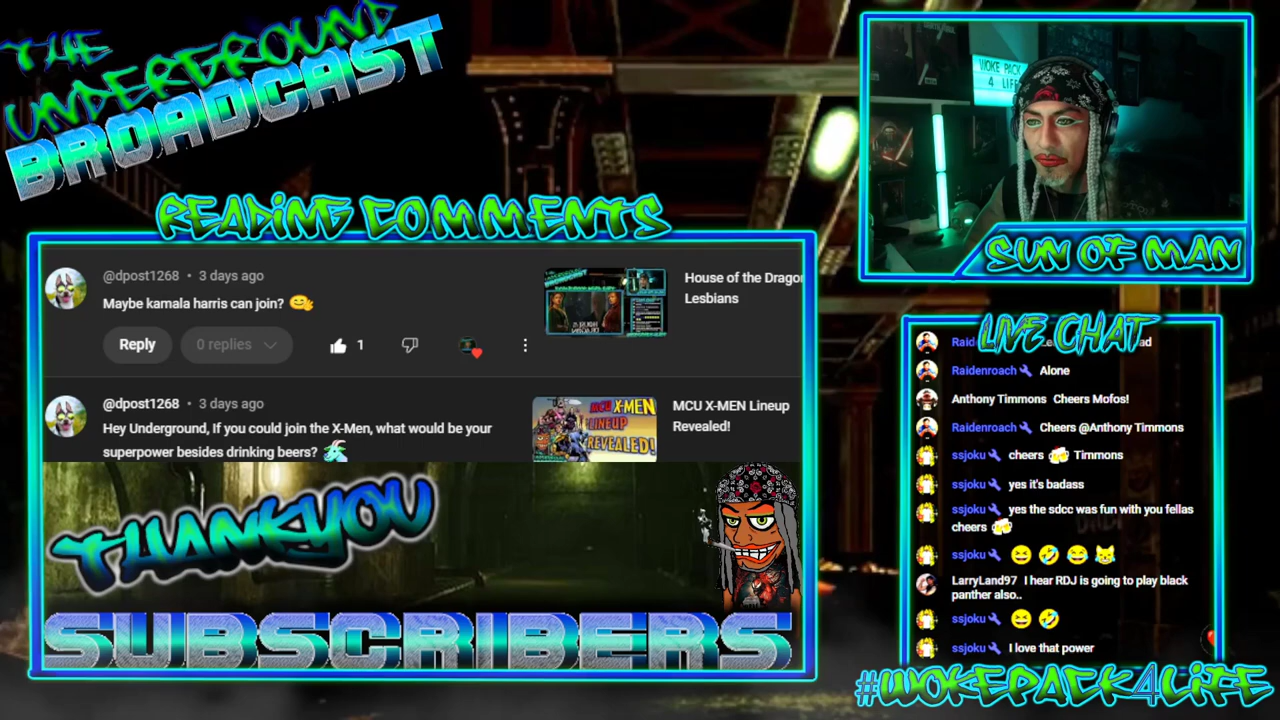 THE
UNDERGROUND
BROADCAST
READING COMMENTS
@dpost1268 • 3 days ago
Maybe kamala harris can join?
Reply
0 replies
1
House of the Dragon
Lesbians
@dpost1268 • 3 days ago
Hey Underground, If you could join the X-Men, what would be your
superpower besides drinking beers?
MCU X-MEN
LINEUP
REVEALED!
MCU X-MEN Lineup
Revealed!
THANK YOU
SUBSCRIBERS
WOKE PACK
4 LIFE
SUN OF MAN
LIVE CHAT
Raidenroach Alone
Anthony Timmons Cheers Mofos!
Raidenroach Cheers @Anthony Timmons
ssjoku cheers Timmons
ssjoku yes it's badass
ssjoku yes the sdcc was fun with you fellas
cheers
ssjoku
LarryLand97 I hear RDJ is going to play black
panther also..
ssjoku
ssjoku I love that power
#WOKEPACK4LIFE